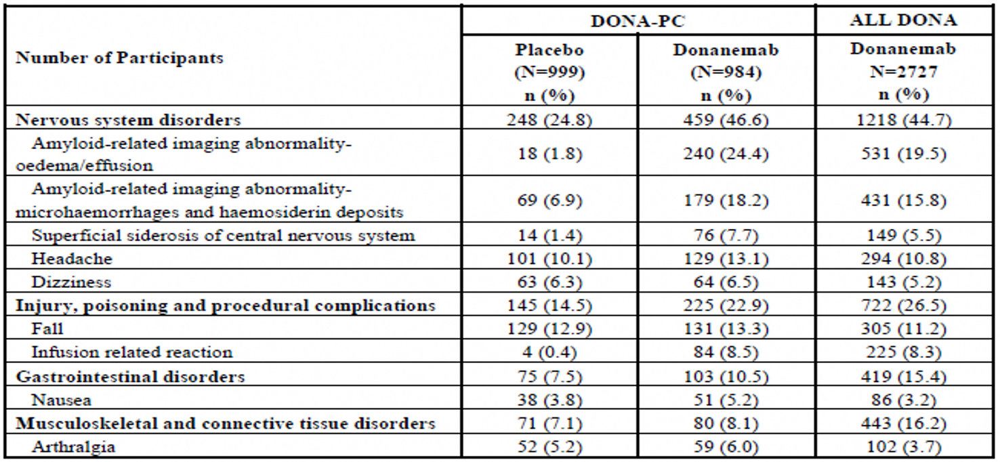 Number of Participants
DONA-PC
ALL DONA
Placebo
(N=999)
n (%)
Donanemab
(N=984)
n (%)
Donanemab
N=2727
n (%)
Nervous system disorders 248 (24.8) 459 (46.6) 1218 (44.7)
Amyloid-related imaging abnormality-
oedema/effusion 18 (1.8) 240 (24.4) 531 (19.5)
Amyloid-related imaging abnormality-
microhaemorrhages and haemosiderin deposits 69 (6.9) 179 (18.2) 431 (15.8)
Superficial siderosis of central nervous system 14 (1.4) 76 (7.7) 149 (5.5)
Headache 101 (10.1) 129 (13.1) 294 (10.8)
Dizziness 63 (6.3) 64 (6.5) 143 (5.2)
Injury, poisoning and procedural complications 145 (14.5) 225 (22.9) 722 (26.5)
Fall 129 (12.9) 131 (13.3) 305 (11.2)
Infusion related reaction 4 (0.4) 84 (8.5) 225 (8.3)
Gastrointestinal disorders 75 (7.5) 103 (10.5) 419 (15.4)
Nausea 38 (3.8) 51 (5.2) 86 (3.2)
Musculoskeletal and connective tissue disorders 71 (7.1) 80 (8.1) 443 (16.2)
Arthralgia 52 (5.2) 59 (6.0) 102 (3.7)